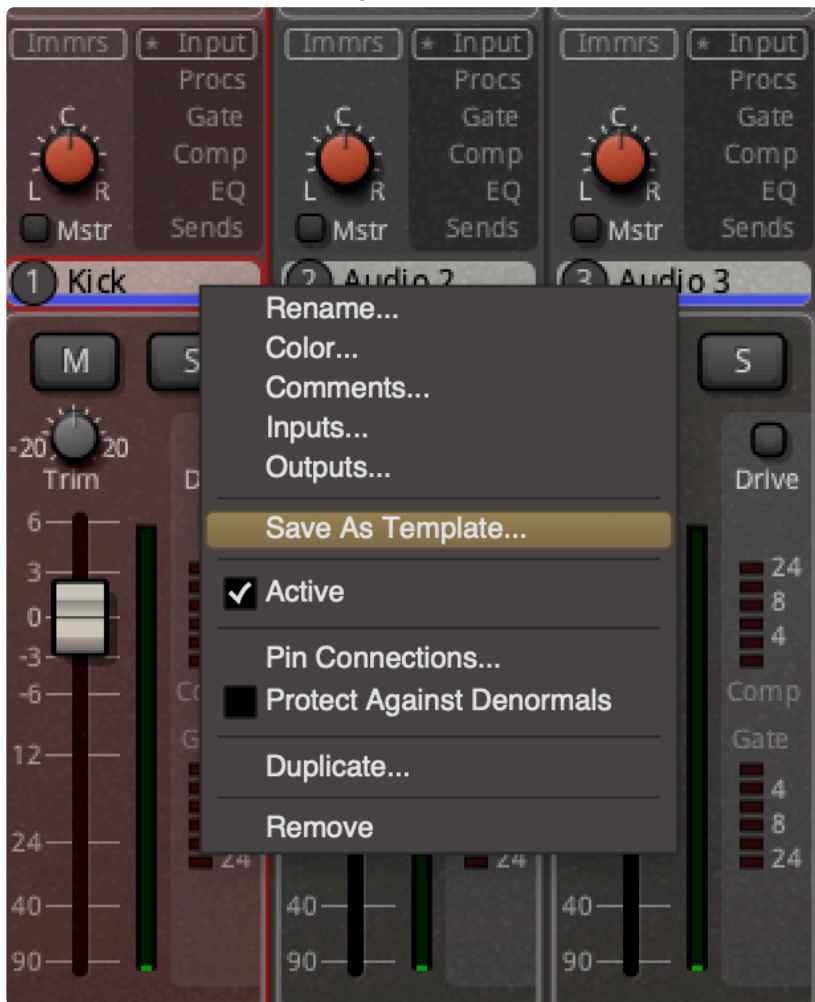 Immrs * Input Immrs * Input Immrs * Input
Procs Procs Procs
C Gate C Gate C Gate
Comp Comp Comp
L R EQ L R EQ L R EQ
Mstr Sends Mstr Sends Mstr Sends
1 Kick 2 Audio 2 3 Audio 3
Rename...
M S Color... S
Comments...
-20 20 Inputs...
Trim D Outputs... Drive
6 Save As Template...
3 24
Active 8
0 4
-3 Pin Connections...
-6 Co Protect Against Denormals Comp
G Gate
12 Duplicate... 4
Remove 8
24 24 24 24
40 40 40
90 90 90